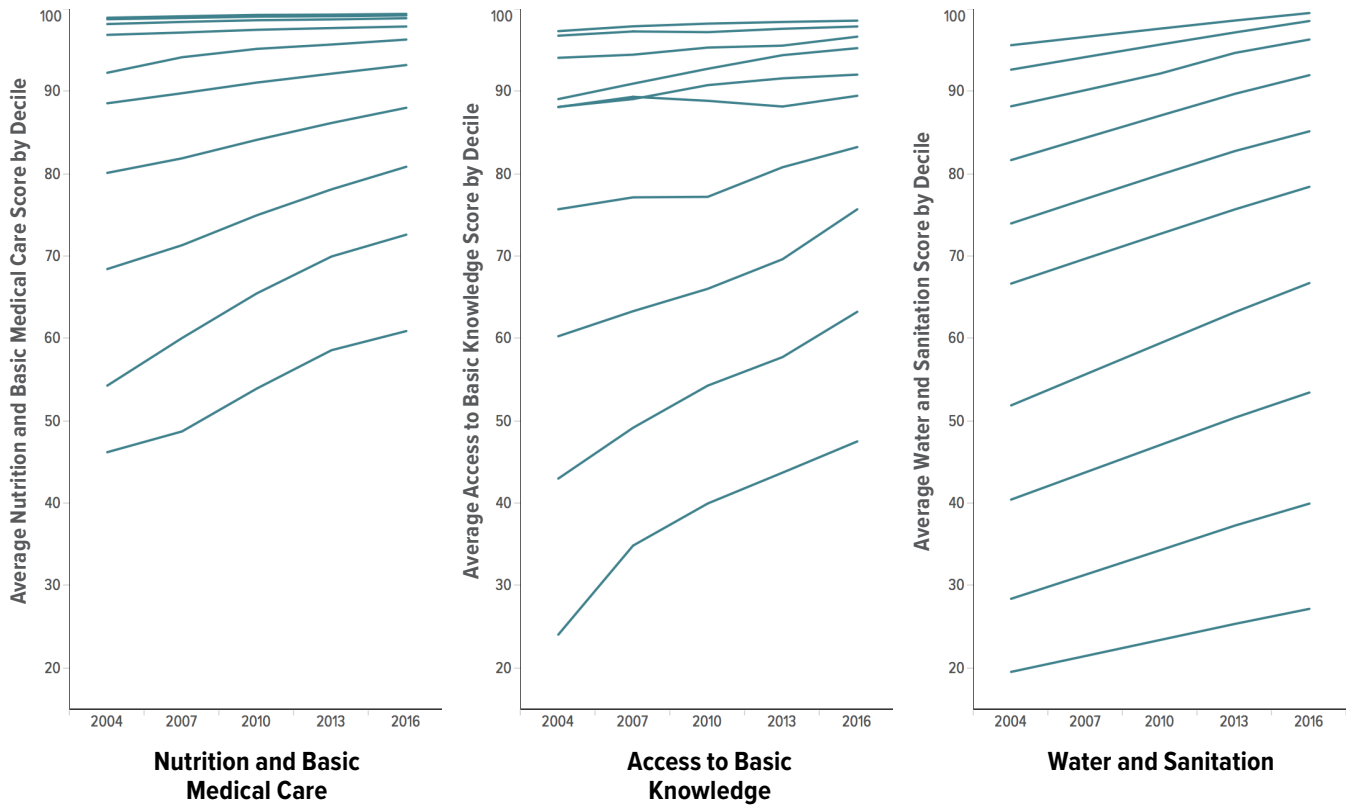 Average Nutrition and Basic Medical Care Score by Decile
100
90
80
70
60
50
40
30
20
2004 2007 2010 2013 2016
Nutrition and Basic
Medical Care
Average Access to Basic Knowledge Score by Decile
100
90
80
70
60
50
40
30
20
2004 2007 2010 2013 2016
Access to Basic
Knowledge
Average Water and Sanitation Score by Decile
100
90
80
70
60
50
40
30
20
2004 2007 2010 2013 2016
Water and Sanitation